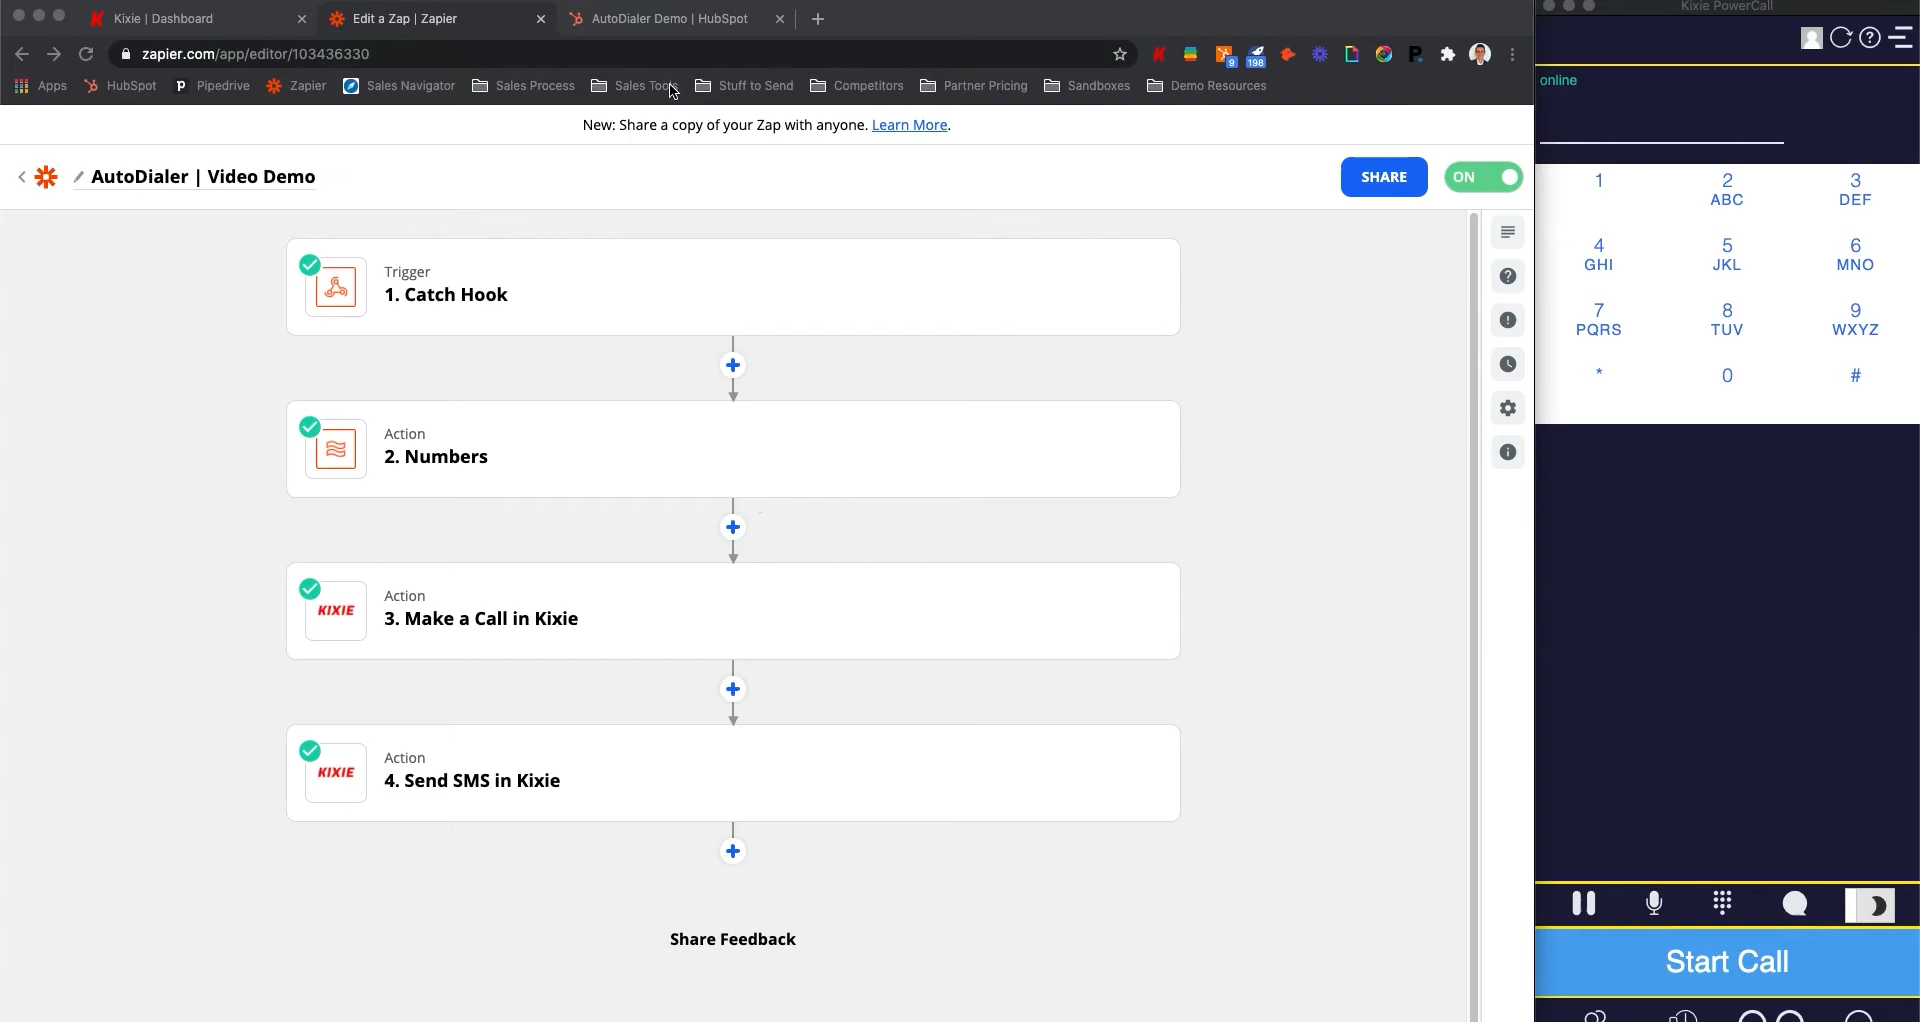 Kixie | Dashboard
Edit a Zap | Zapier
AutoDialer Demo | HubSpot
Kixie PowerCall
zapier.com/app/editor/103436330
9
198
Apps
HubSpot
Pipedrive
Zapier
Sales Navigator
Sales Process
Sales Tools
Stuff to Send
Competitors
Partner Pricing
Sandboxes
Demo Resources
online
New: Share a copy of your Zap with anyone. Learn More.
AutoDialer | Video Demo
SHARE
ON
Trigger
1. Catch Hook
Action
2. Numbers
KIXIE
Action
3. Make a Call in Kixie
KIXIE
Action
4. Send SMS in Kixie
Share Feedback
1
2
3
ABC
DEF
4
5
6
GHI
JKL
MNO
7
8
9
PQRS
TUV
WXYZ
*
0
#
Start Call